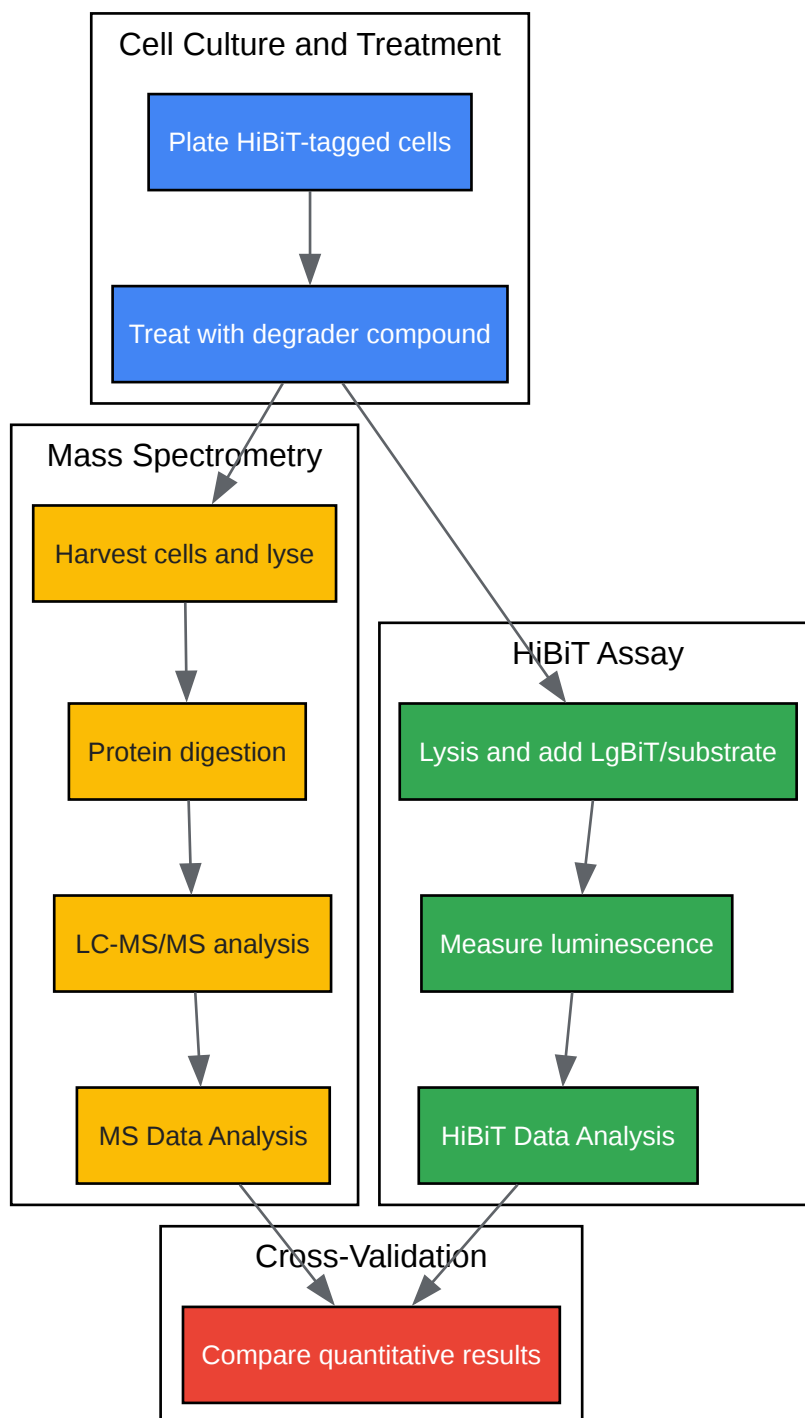 Cell Culture and Treatment
Plate HiBiT-tagged cells
Treat with degrader compound
Mass Spectrometry
Harvest cells and lyse
Protein digestion
LC-MS/MS analysis
MS Data Analysis
HiBiT Assay
Lysis and add LgBiT/substrate
Measure luminescence
HiBiT Data Analysis
Cross-Validation
Compare quantitative results